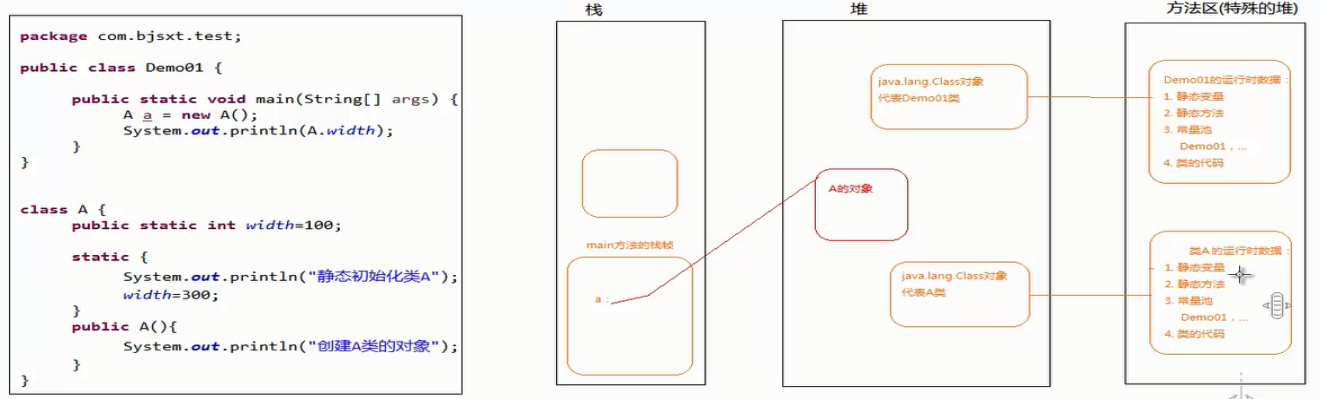 package com.bjsxt.test;
public class Demo01 {
public static void main(String[] args) {
A a = new A();
System.out.println(A.width);
}
}
class A {
public static int width=100;
static {
System.out.println("静态初始化类A");
width=300;
}
public A(){
System.out.println("创建A类的对象");
}
}
栈
main方法的栈帧
a：
堆
java.lang.Class对象
代表Demo01类
A的对象
java.lang.Class对象
代表A类
方法区(特殊的堆)
Demo01的运行时数据：
1. 静态变量
2. 静态方法
3. 常量池
Demo01，...
4. 类的代码
类A 的运行时数据：
1. 静态变量
2. 静态方法
3. 常量池
Demo01，...
4. 类的代码